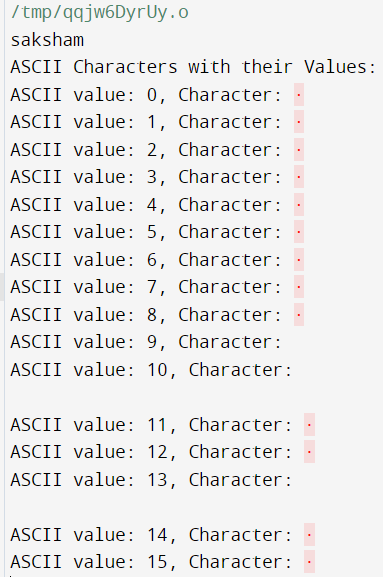 /tmp/qqjw6DyrUy.o
saksham
ASCII Characters with their Values:
ASCII value: 0, Character: ·
ASCII value: 1, Character: ·
ASCII value: 2, Character: ·
ASCII value: 3, Character: ·
ASCII value: 4, Character: ·
ASCII value: 5, Character: ·
ASCII value: 6, Character: ·
ASCII value: 7, Character: ·
ASCII value: 8, Character: ·
ASCII value: 9, Character:
ASCII value: 10, Character:
ASCII value: 11, Character: ·
ASCII value: 12, Character: ·
ASCII value: 13, Character:
ASCII value: 14, Character: ·
ASCII value: 15, Character: ·